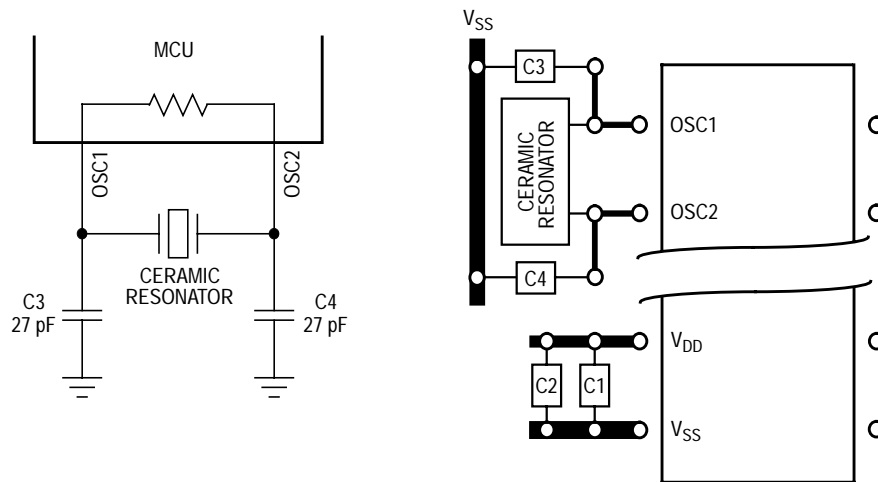 MCU
OSC1
OSC2
CERAMIC
RESONATOR
C3
27 pF
C4
27 pF
VSS
C3
CERAMIC
RESONATOR
C4
OSC1
OSC2
C2
C1
VDD
VSS